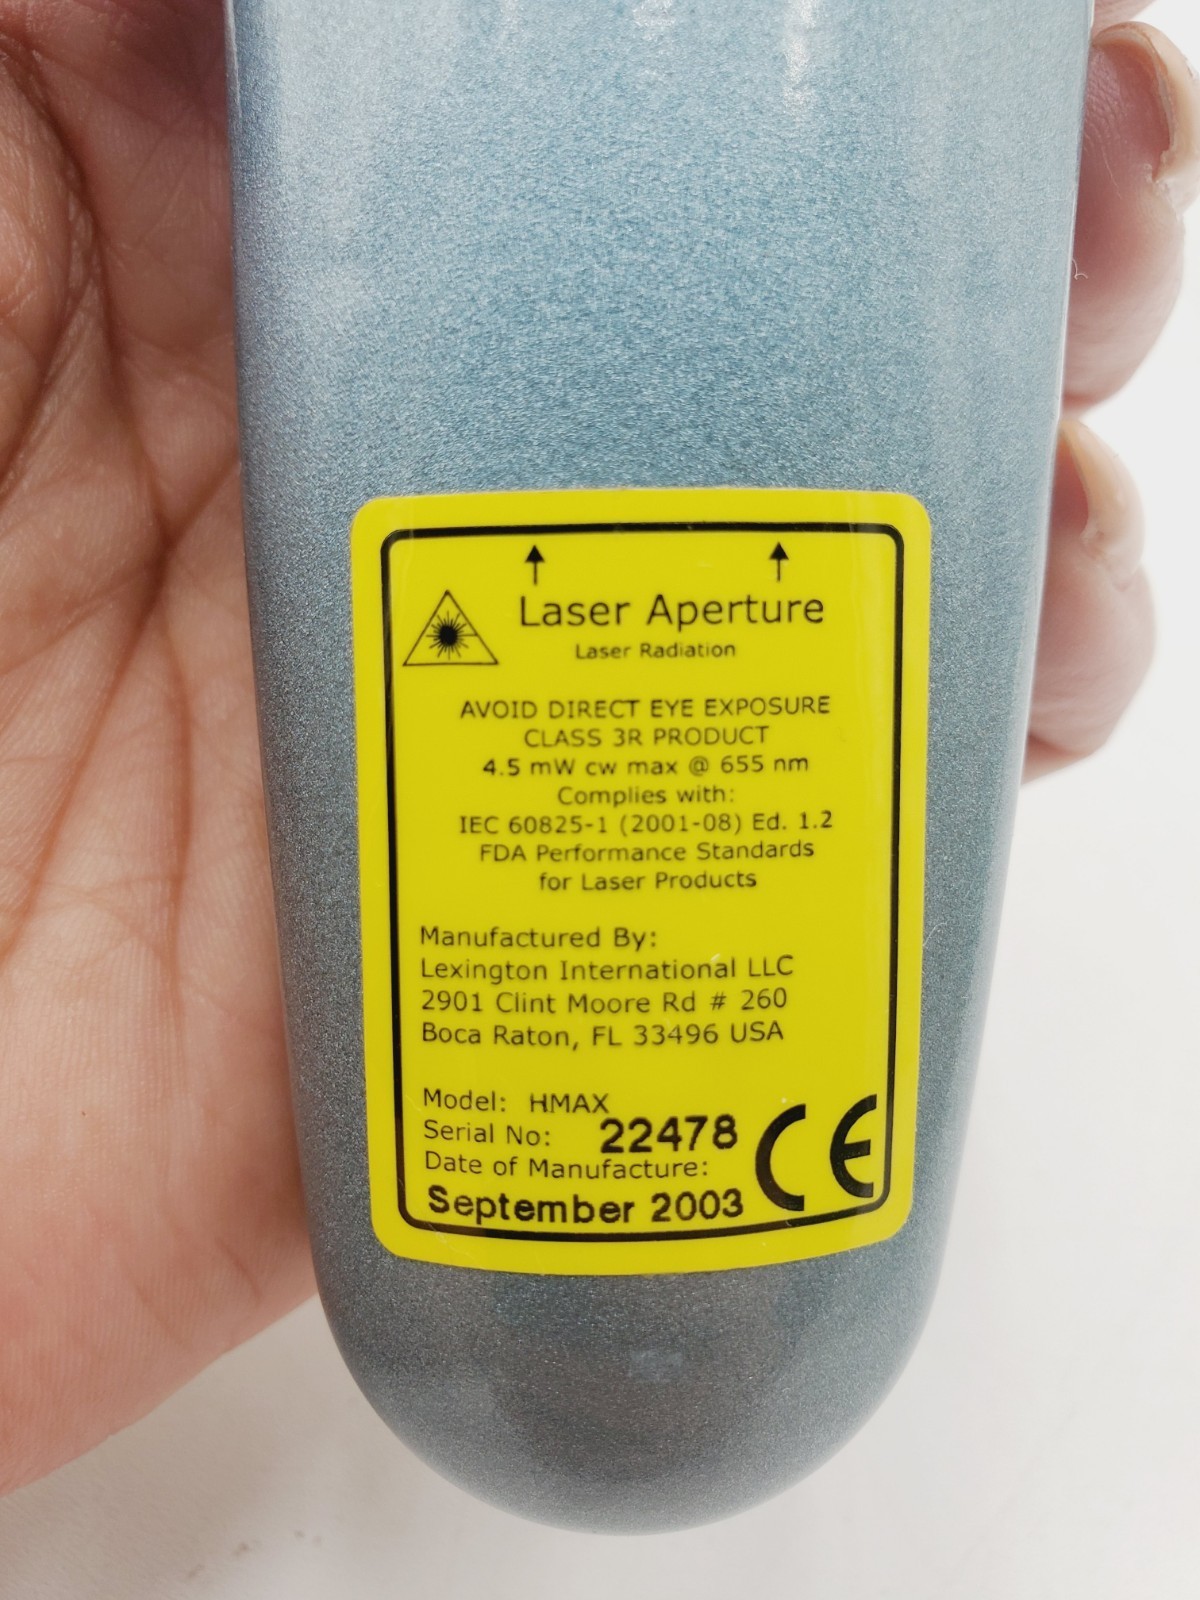 Laser Aperture
Laser Radiation
AVOID DIRECT EYE EXPOSURE
CLASS 3R PRODUCT
4.5 mW cw max @ 655 nm
Complies with:
IEC 60825-1 (2001-08) Ed. 1.2
FDA Performance Standards
for Laser Products
Manufactured By:
Lexington International LLC
2901 Clint Moore Rd # 260
Boca Raton, FL 33496 USA
Model: HMAX
Serial No: 22478
Date of Manufacture:
September 2003
CE